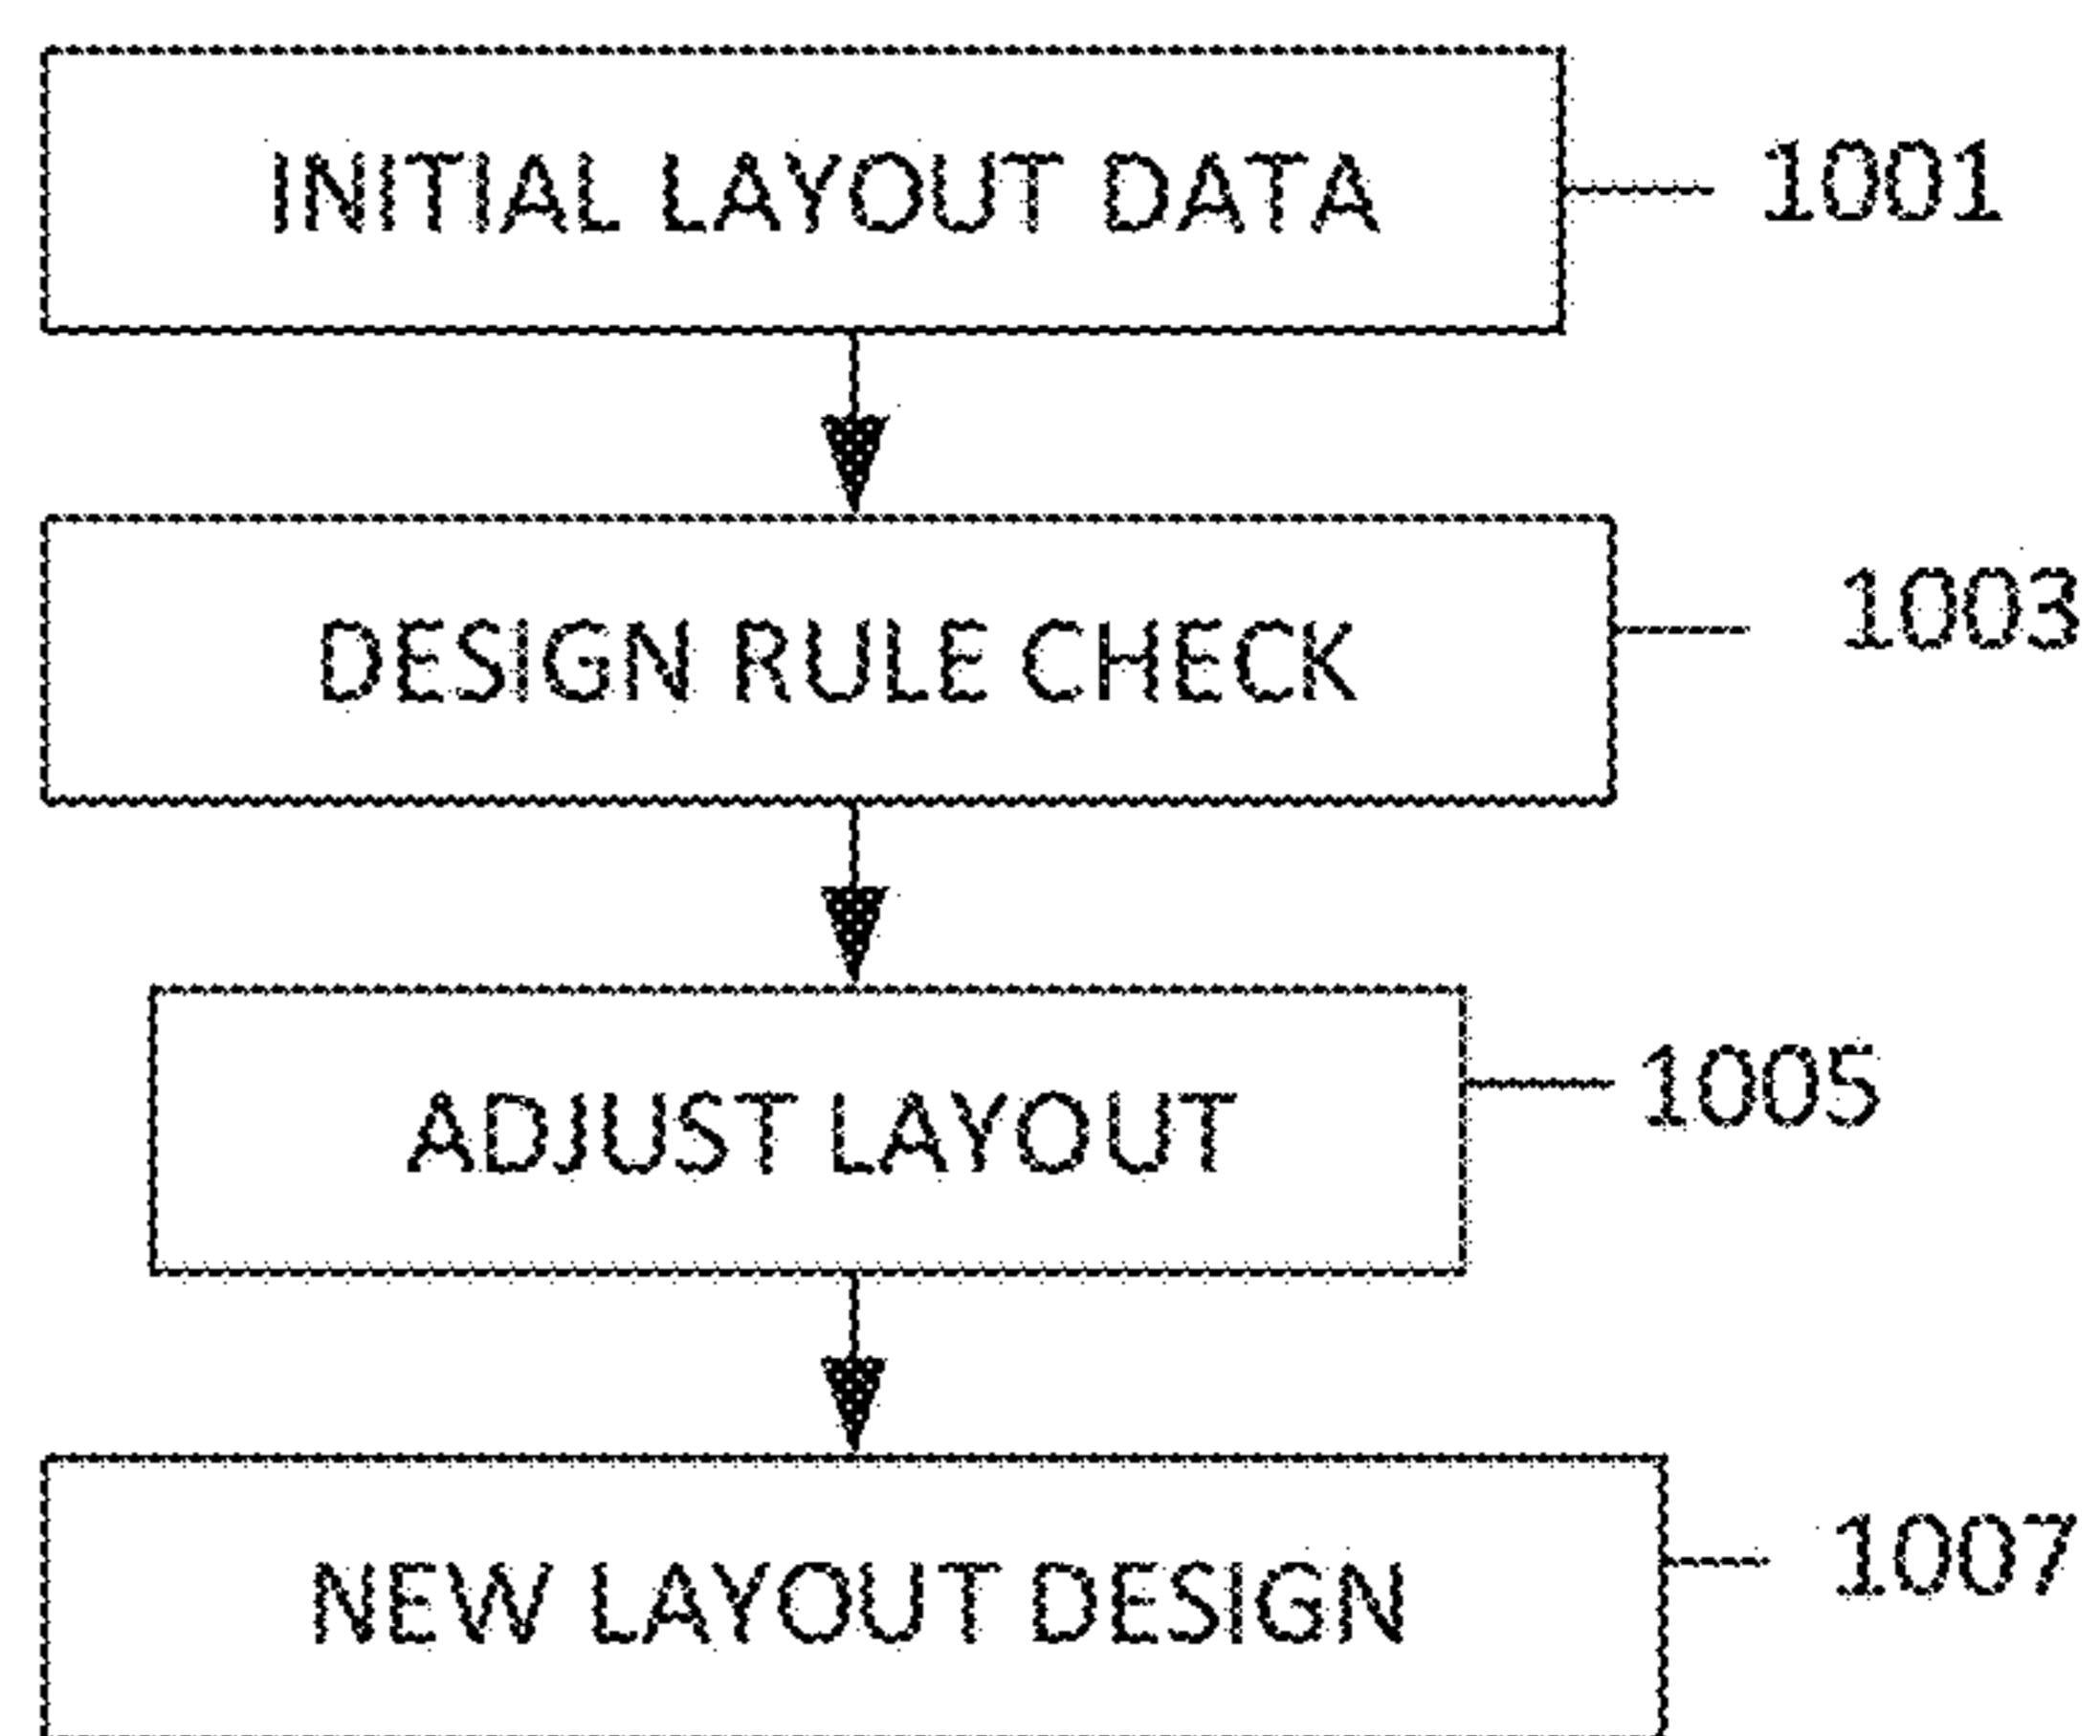 INITIAL LAYOUT DATA
1001
DESIGN RULE CHECK
1003
ADJUST LAYOUT
1005
NEW LAYOUT DESIGN
1007